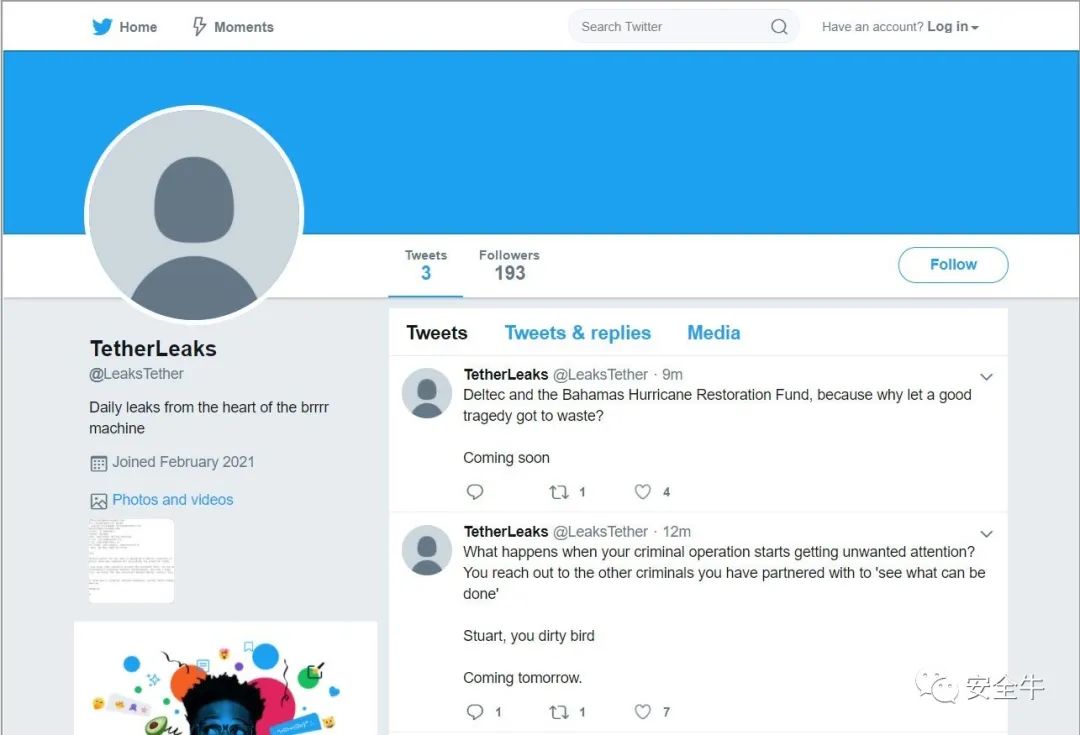 Home
Moments
Search Twitter
Have an account? Log in
Tweets
3
Followers
193
Follow
TetherLeaks
@LeaksTether
Daily leaks from the heart of the brrrr
machine
Joined February 2021
Photos and videos
Tweets
Tweets & replies
Media
TetherLeaks @LeaksTether · 9m
Deltec and the Bahamas Hurricane Restoration Fund, because why let a good
tragedy got to waste?
Coming soon
1
4
TetherLeaks @LeaksTether · 12m
What happens when your criminal operation starts getting unwanted attention?
You reach out to the other criminals you have partnered with to 'see what can be
done'
Stuart, you dirty bird
Coming tomorrow.
1
1
7
安全牛